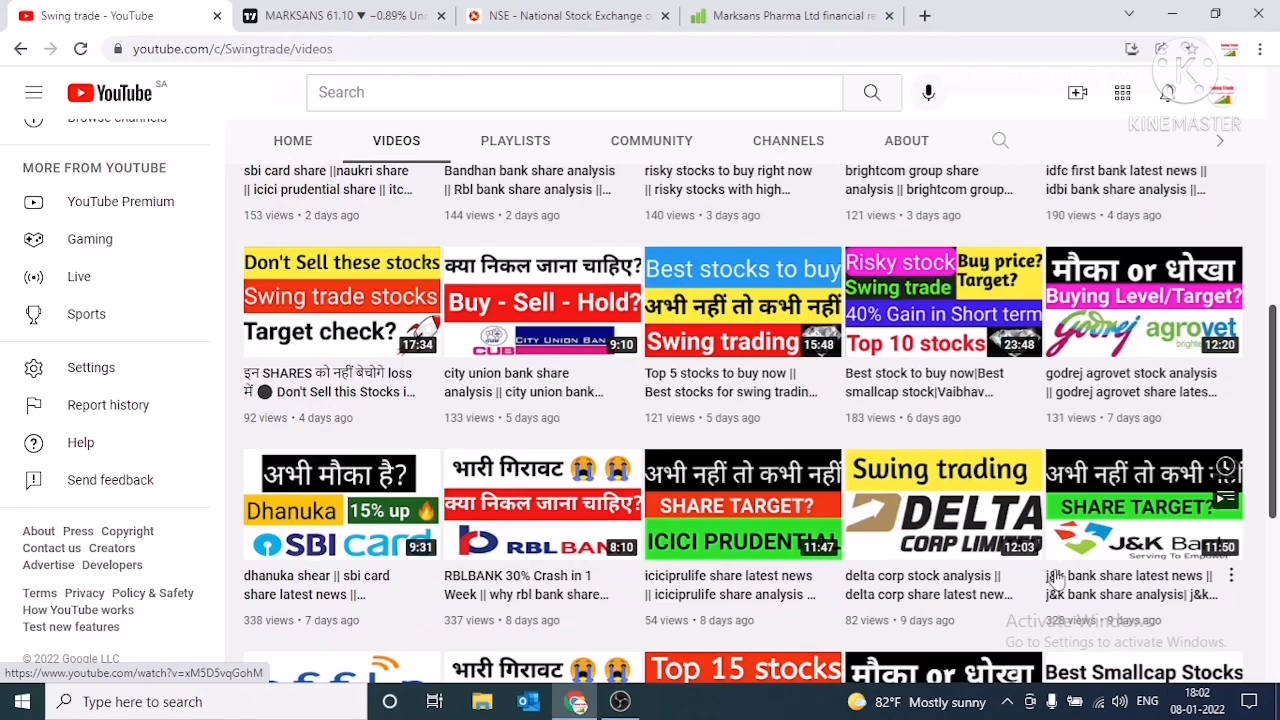 Swing trade - YouTube
MARKSANS 61.10 ▼ −0.89% Un
NSE - National Stock Exchange c
Marksans Pharma Ltd financial re
youtube.com/c/Swingtrade/videos
YouTube SA
Search
KINEMASTER
HOME VIDEOS PLAYLISTS COMMUNITY CHANNELS ABOUT
Browse channels
MORE FROM YOUTUBE
YouTube Premium
Gaming
Live
Sports
Settings
Report history
Help
Send feedback
About Press Copyright
Contact us Creators
Advertise Developers
Terms Privacy Policy & Safety
How YouTube works
Test new features
© 2022 Google LLC
sbi card share ||naukri share
|| icici prudential share || itc...
153 views • 2 days ago
Bandhan bank share analysis
|| Rbl bank share analysis ||...
144 views • 2 days ago
risky stocks to buy right now
|| risky stocks with high...
140 views • 3 days ago
brightcom group share
analysis || brightcom group...
121 views • 3 days ago
idfc first bank latest news ||
idbi bank share analysis ||...
190 views • 4 days ago
Don't Sell these stocks
Swing trade stocks
Target check?
17:34
इन SHARES को नहीं बेचोगे loss
में ⚫ Don't Sell this Stocks i...
92 views • 4 days ago
क्या निकल जाना चाहिए?
Buy - Sell - Hold?
CUB CITY UNION BANK
9:10
city union bank share
analysis || city union bank...
133 views • 5 days ago
Best stocks to buy
अभी नहीं तो कभी नहीं
Swing trading
15:48
Top 5 stocks to buy now ||
Best stocks for swing tradin...
121 views • 5 days ago
Risky stock
Buy price?
Swing trade
Target?
40% Gain in Short term
Top 10 stocks
23:48
Best stock to buy now|Best
smallcap stock|Vaibhav...
183 views • 6 days ago
मौका or धोखा
Buying Level/Target?
Godrej agrovet
12:20
godrej agrovet stock analysis
|| godrej agrovet share lates...
131 views • 7 days ago
अभी मौका है?
Dhanuka 15% up
SBI card
9:31
dhanuka shear || sbi card
share latest news ||...
338 views • 7 days ago
भारी गिरावट
क्या निकल जाना चाहिए?
RBLBAN
8:10
RBLBANK 30% Crash in 1
Week || why rbl bank share...
337 views • 8 days ago
अभी नहीं तो कभी नहीं
SHARE TARGET?
ICICI PRUDENTIAL
11:47
iciciprulife share latest news
|| iciciprulife share analysis ...
54 views • 8 days ago
Swing trading
DELTA
CORP LIMITED
12:03
delta corp stock analysis ||
delta corp share latest new...
82 views • 9 days ago
अभी नहीं तो कभी नहीं
SHARE TARGET?
J&K Bank
Serving To Empower
11:50
j&k bank share latest news ||
j&k bank share analysis| j&k...
328 views • 9 days ago
Activate Windows
Go to Settings to activate Windows.
भारी गिरावट
Top 15 stocks
मौका or धोखा
Best Smallcap Stocks
https://www.youtube.com/watch?v=xM5D5vqGohM
Type here to search
82°F Mostly sunny
ENG
18:02
08-01-2022